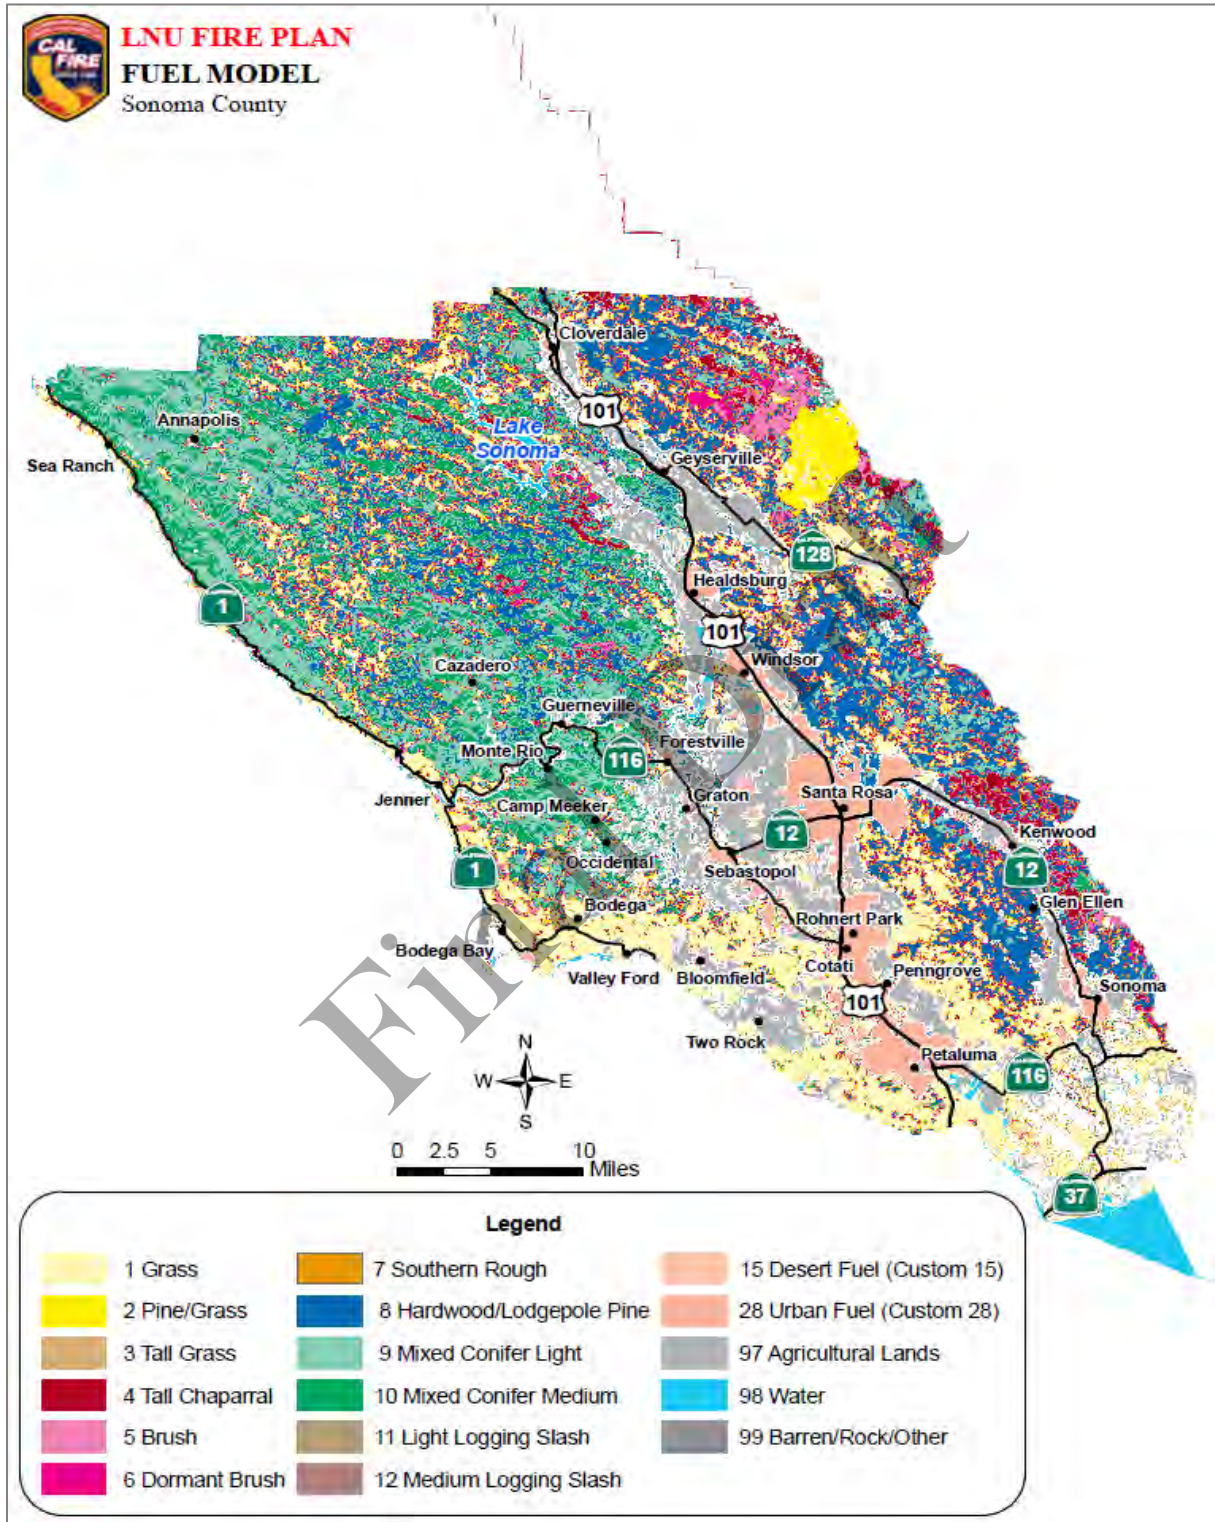 CAL
FIRE
LNU FIRE PLAN
FUEL MODEL
Sonoma County
Cloverdale
101
Lake
Sonoma
Annapolis
Sea Ranch
Geyserville
128
Healdsburg
1
101
Windsor
Cazadero
Guerneville
Monte Rio
116
Forestville
Jenner
Camp Meeker
Graton
Santa Rosa
12
Kenwood
Occidental
Sebastopol
1
12
Glen Ellen
Bodega
Rohnert Park
Bodega Bay
Valley Ford
Bloomfield
Cotati
Penngrove
101
Sonoma
Two Rock
Petaluma
116
N
W E
S
0 2.5 5 10
Miles
37
Legend
1 Grass
2 Pine/Grass
3 Tall Grass
4 Tall Chaparral
5 Brush
6 Dormant Brush
7 Southern Rough
8 Hardwood/Lodgepole Pine
9 Mixed Conifer Light
10 Mixed Conifer Medium
11 Light Logging Slash
12 Medium Logging Slash
15 Desert Fuel (Custom 15)
28 Urban Fuel (Custom 28)
97 Agricultural Lands
98 Water
99 Barren/Rock/Other